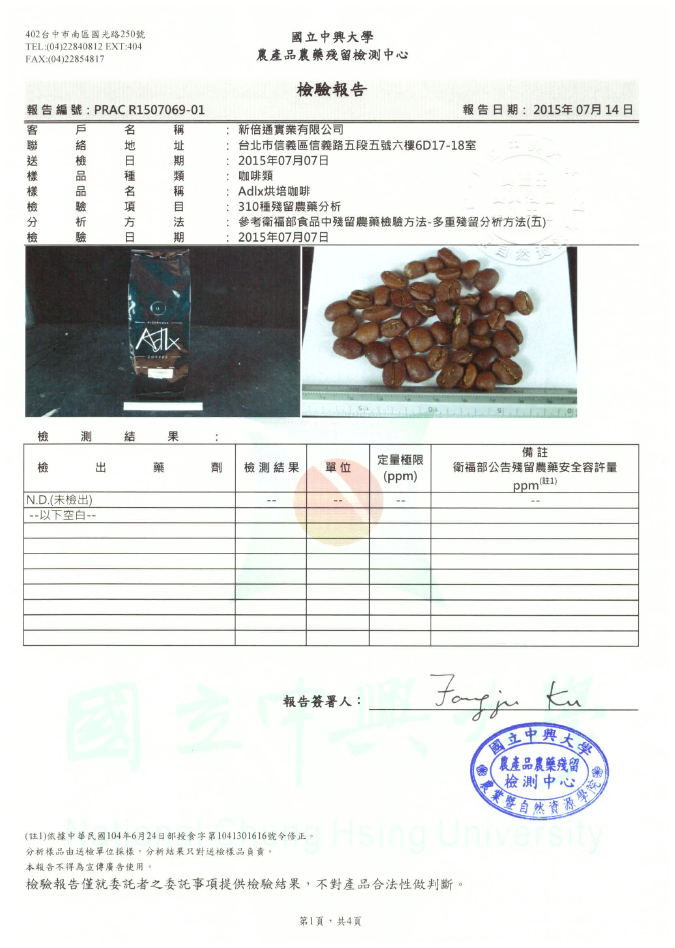 402台中市南區國光路250號
TEL:(04)22840812 EXT:404
FAX:(04)22854817
國立中興大學
農產品農藥殘留檢測中心
檢驗報告
報告編號：PRAC R1507069-01
報告日期： 2015年 07月 14 日
客戶名稱 ： 新倍通實業有限公司
聯絡地址 ： 台北市信義區信義路五段五號六樓6D17-18室
送檢日期 ： 2015年07月07日
樣品種類 ： 咖啡類
樣品名稱 ： Adlx烘培咖啡
檢驗項目 ： 310種殘留農藥分析
分析方法 ： 參考衛福部食品中殘留農藥檢驗方法-多重殘留分析方法(五)
檢驗日期 ： 2015年07月07日
Adlx
COFFEE
檢測結果：
檢出藥劑 檢測結果 單位 定量極限(ppm) 備註
衛福部公告殘留農藥安全容許量
ppm(註1)
N.D.(未檢出) -- -- -- --
--以下空白--
報告簽署人：Fangju Ku
國立中興大學
農產品農藥殘留
檢測中心
農業暨自然資源學院
國立中興大學
National Chung Hsing University
(註1)依據中華民國104年6月24日部授食字第1041301616號令修正。
分析樣品由送檢單位採樣，分析結果只對送檢樣品負責。
本報告不得為宣傳廣告使用。
檢驗報告僅就委託者之委託事項提供檢驗結果，不對產品合法性做判斷。
第1頁，共4頁